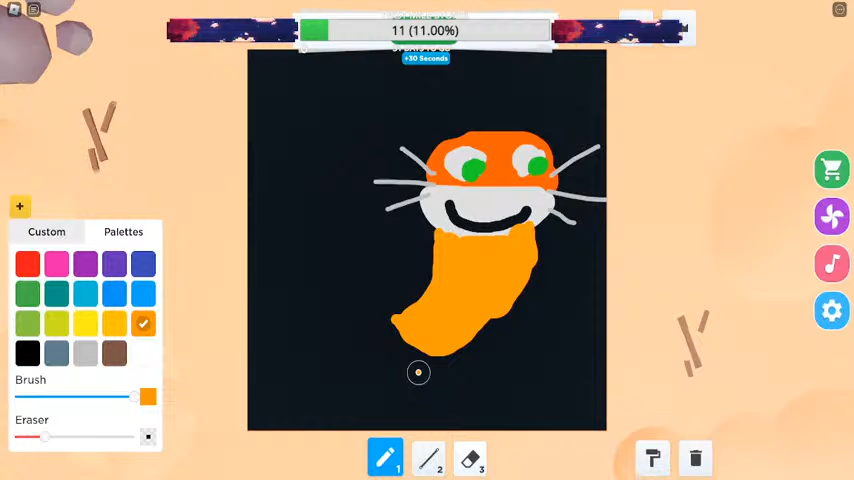 11 (11.00%)
+30 Seconds
+
Custom
Palettes
Brush
Eraser
1
2
3